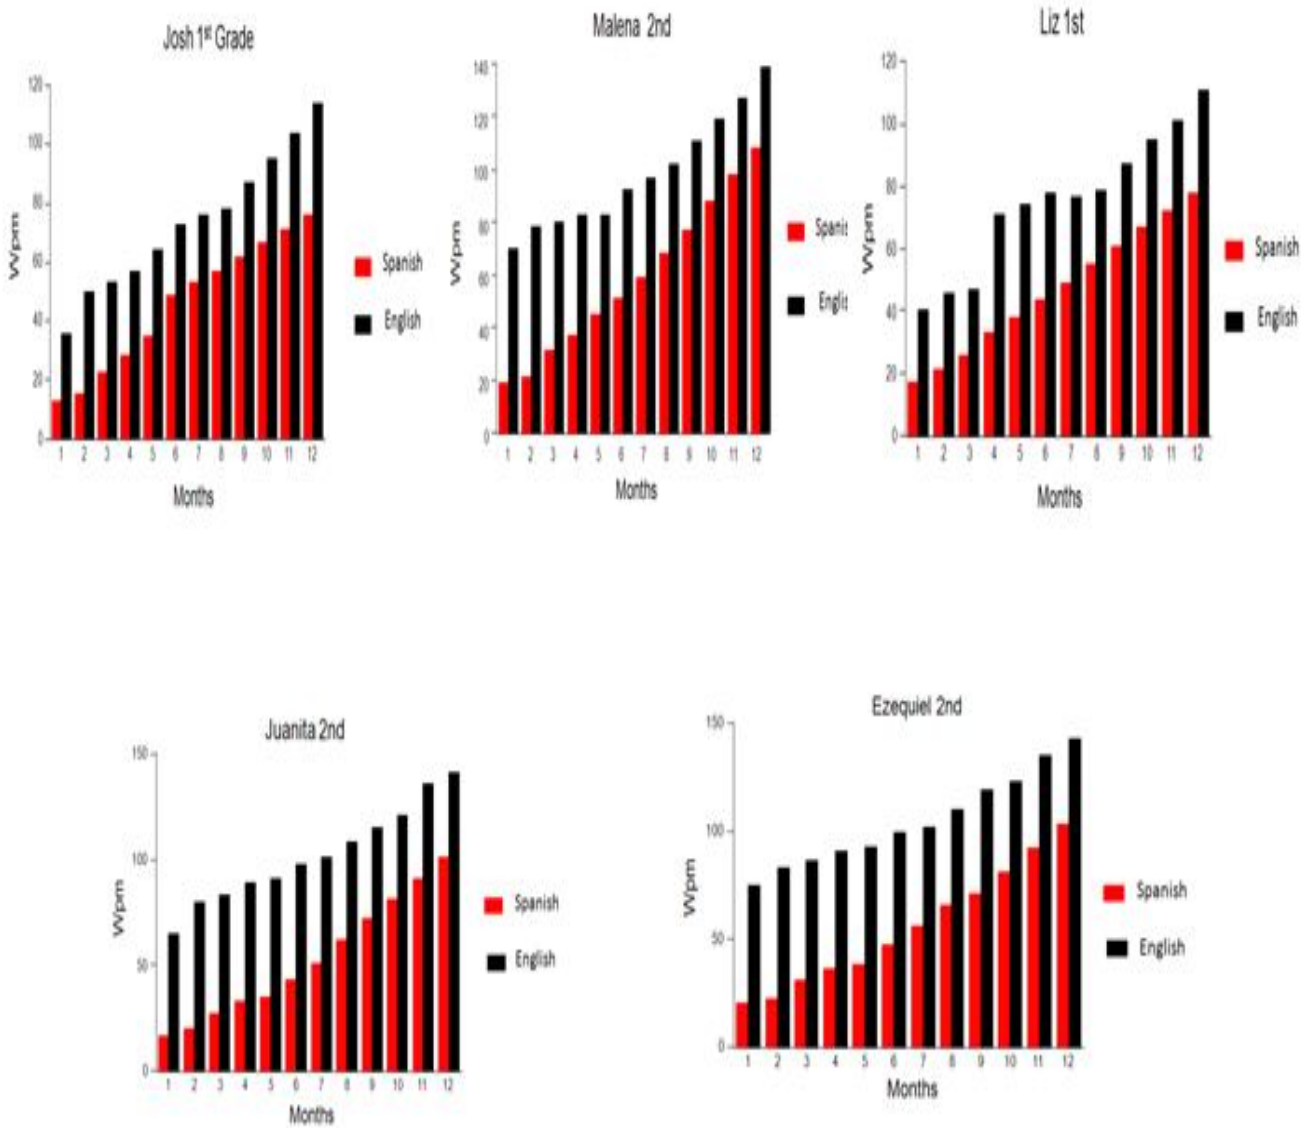 Josh 1st Grade
120
100
80
60
40
20
0
Wpm
1 2 3 4 5 6 7 8 9 10 11 12
Months
Spanish
English
Malena 2nd
140
120
100
80
60
40
20
0
Wpm
1 2 3 4 5 6 7 8 9 10 11 12
Months
Spanis
Englis
Liz 1st
120
100
80
60
40
20
0
Wpm
1 2 3 4 5 6 7 8 9 10 11 12
Months
Spanish
English
Juanita 2nd
150
100
50
0
Wpm
1 2 3 4 5 6 7 8 9 10 11 12
Months
Spanish
English
Ezequiel 2nd
150
100
50
0
Wpm
1 2 3 4 5 6 7 8 9 10 11 12
Months
Spanish
English